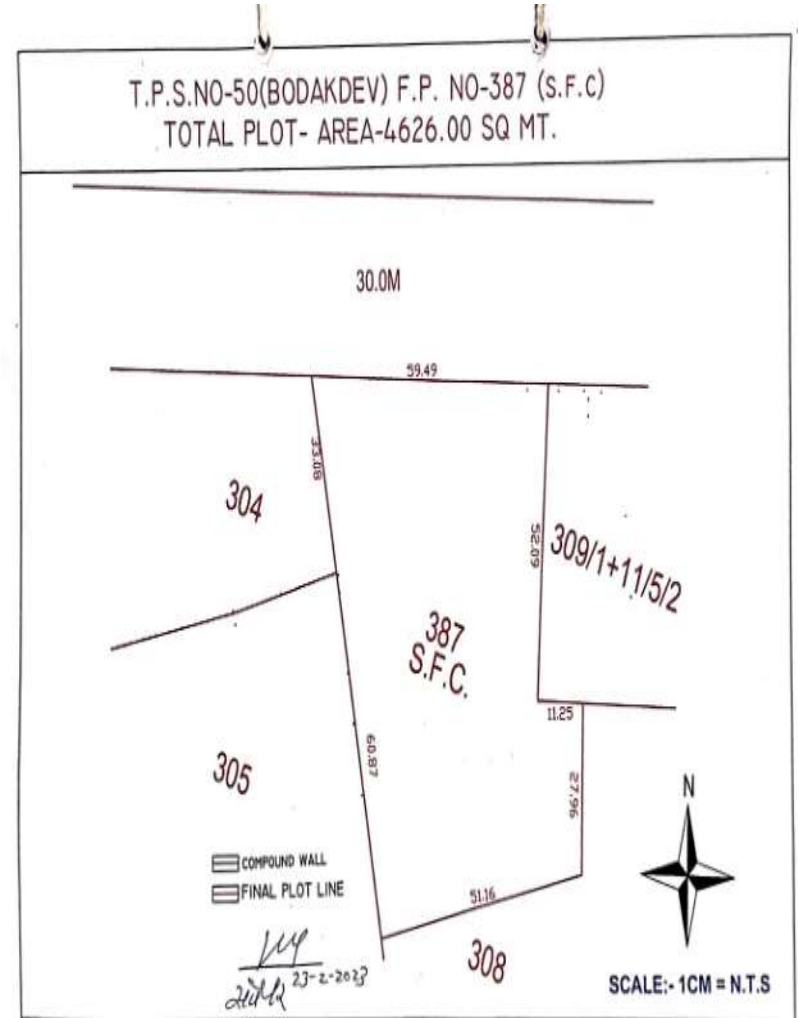 T.P.S.NO-50(BODAKDEV) F.P. NO-387 (S.F.C)
TOTAL PLOT- AREA-4626.00 SQ MT.
30.0M
59.49
33.08
304
52.09
309/1+11/5/2
387
S.F.C.
11.25
60.87
305
27.96
N
COMPOUND WALL
FINAL PLOT LINE
51.16
308
23-2-2023
SCALE:- 1CM = N.T.S